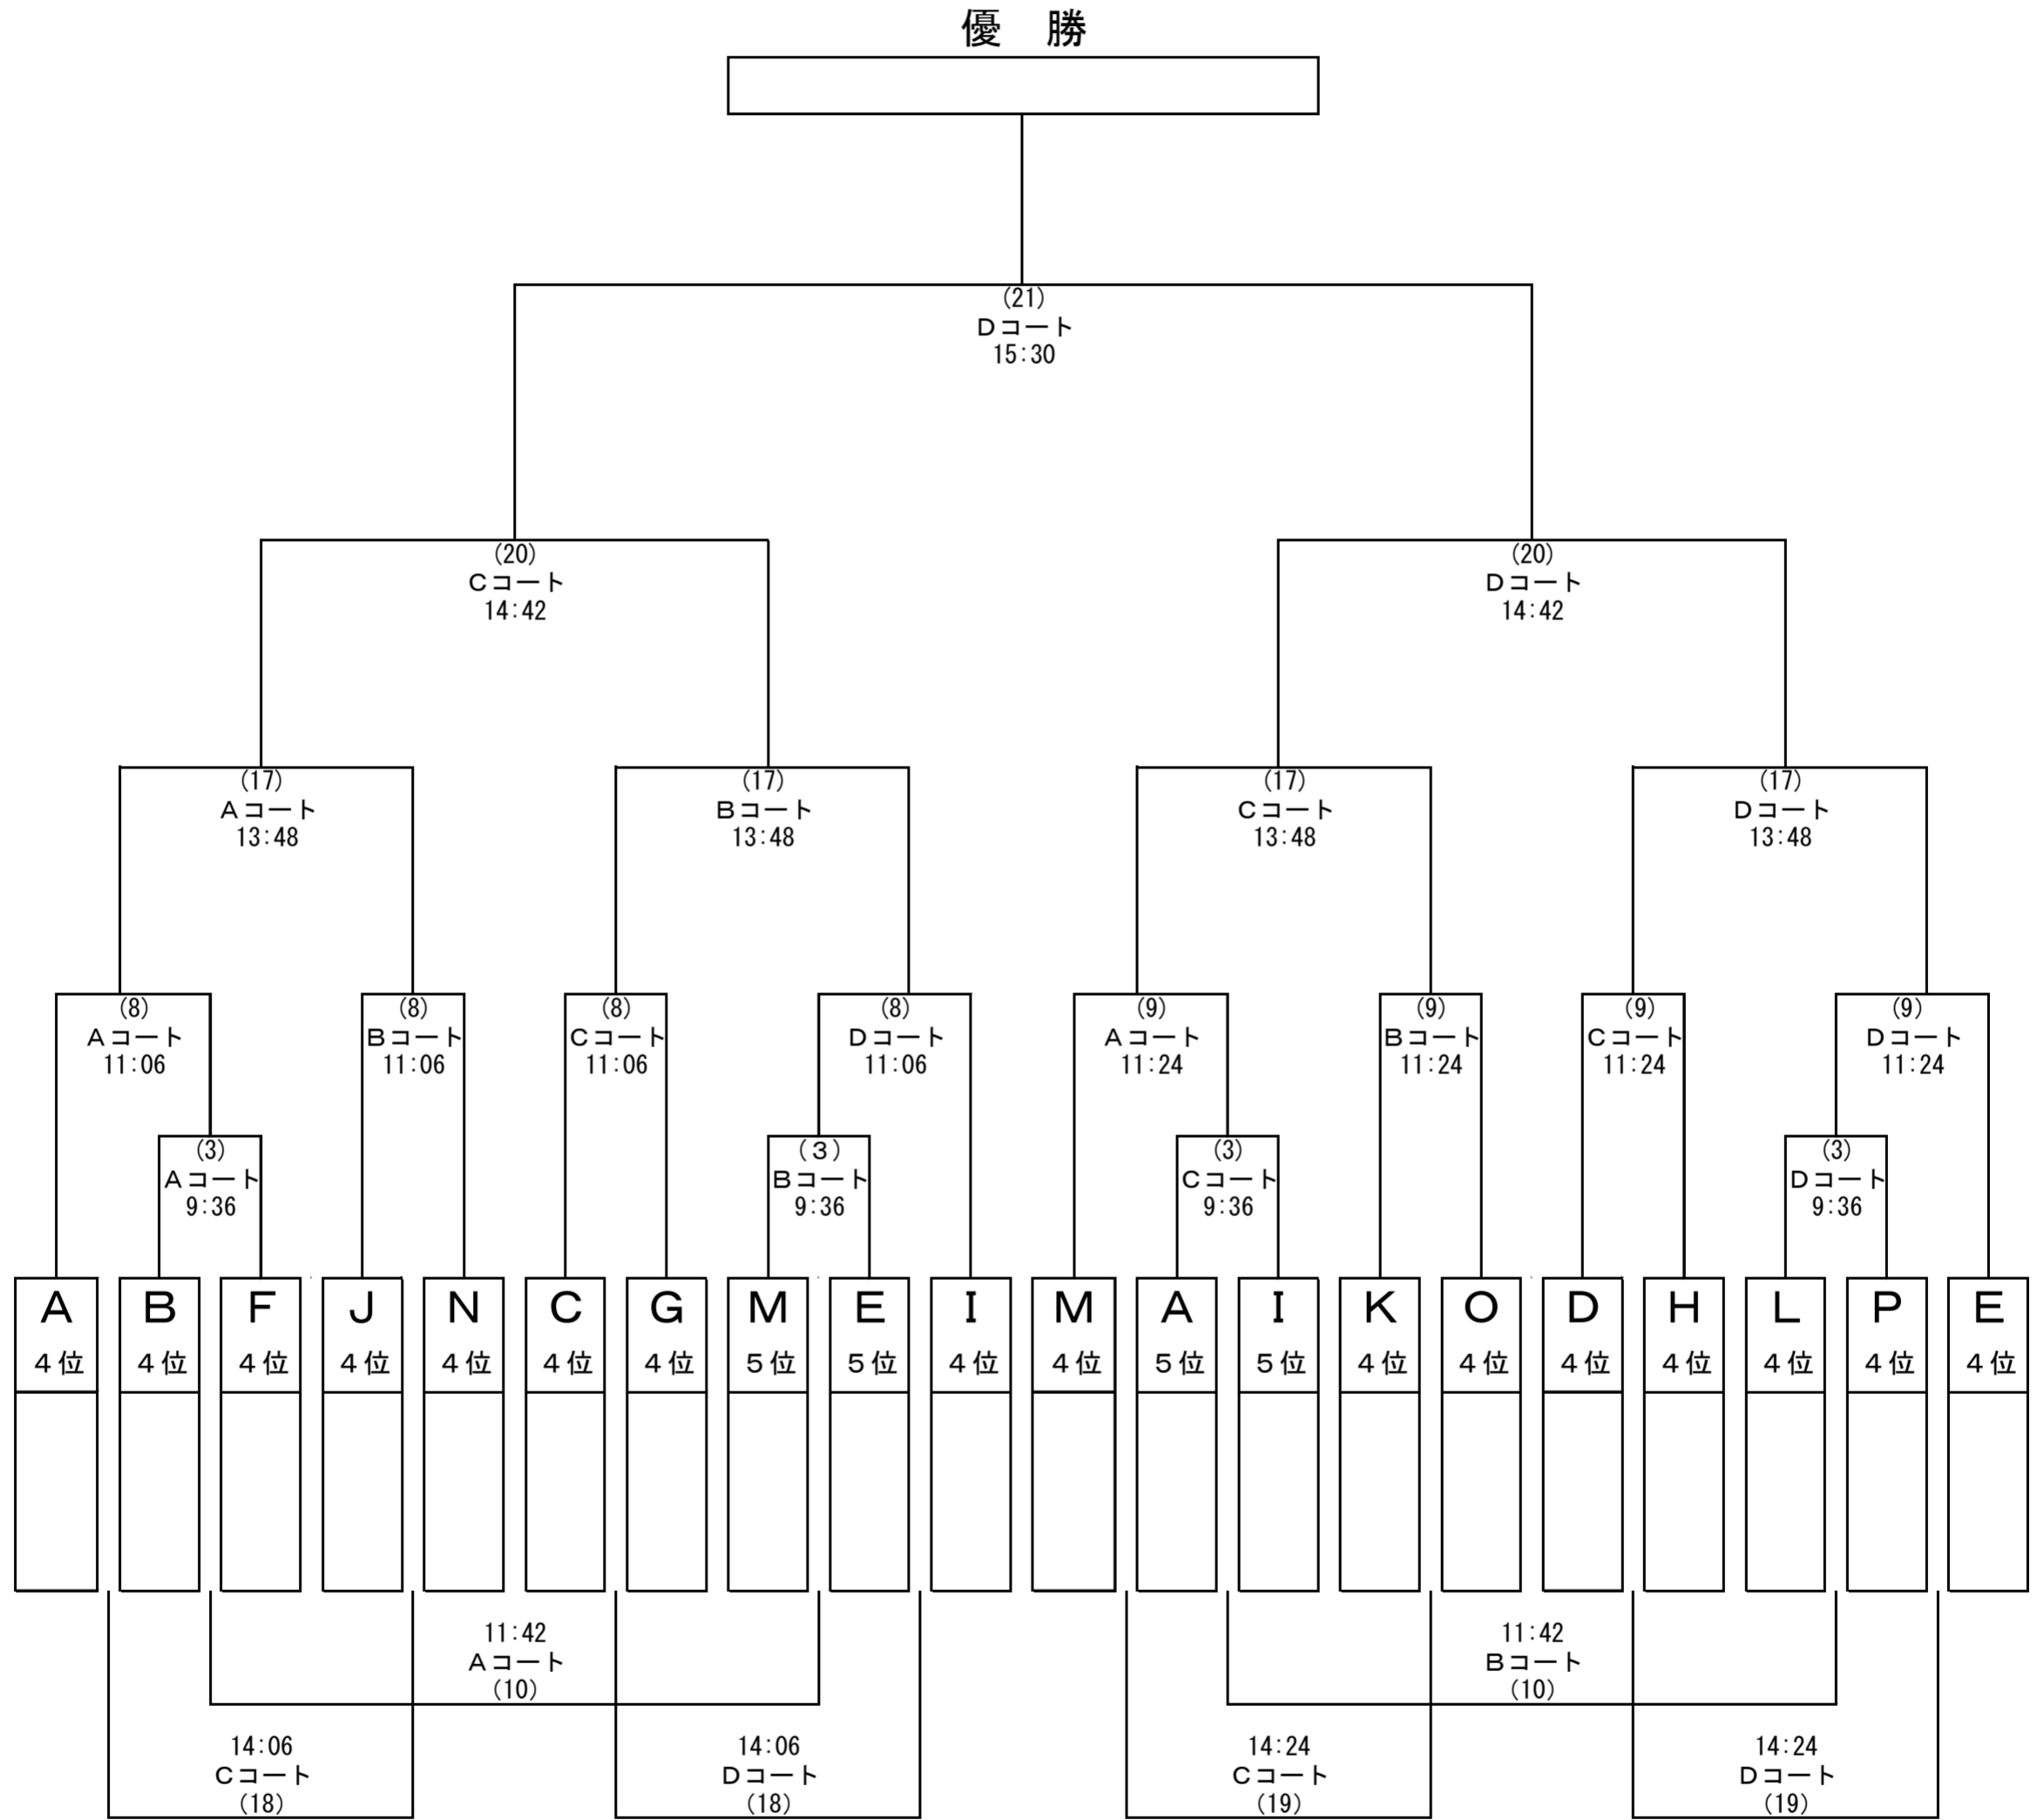 優　勝
(21)
Ｄコート
15:30
(20)
Ｃコート
14:42
(20)
Ｄコート
14:42
(17)
Ａコート
13:48
(17)
Ｂコート
13:48
(17)
Ｃコート
13:48
(17)
Ｄコート
13:48
(8)
Ａコート
11:06
(8)
Ｂコート
11:06
(8)
Ｃコート
11:06
(8)
Ｄコート
11:06
(9)
Ａコート
11:24
(9)
Ｂコート
11:24
(9)
Ｃコート
11:24
(9)
Ｄコート
11:24
(3)
Ａコート
9:36
（３）
Ｂコート
9:36
(3)
Ｃコート
9:36
(3)
Ｄコート
9:36
Ａ Ｂ Ｆ Ｊ Ｎ Ｃ Ｇ Ｍ Ｅ Ｉ Ｍ Ａ Ｉ Ｋ Ｏ Ｄ Ｈ Ｌ Ｐ Ｅ
４位 ４位 ４位 ４位 ４位 ４位 ４位 ５位 ５位 ４位 ４位 ５位 ５位 ４位 ４位 ４位 ４位 ４位 ４位 ４位
11:42
Ａコート
(10)
11:42
Ｂコート
(10)
14:06
Ｃコート
(18)
14:06
Ｄコート
(18)
14:24
Ｃコート
(19)
14:24
Ｄコート
(19)